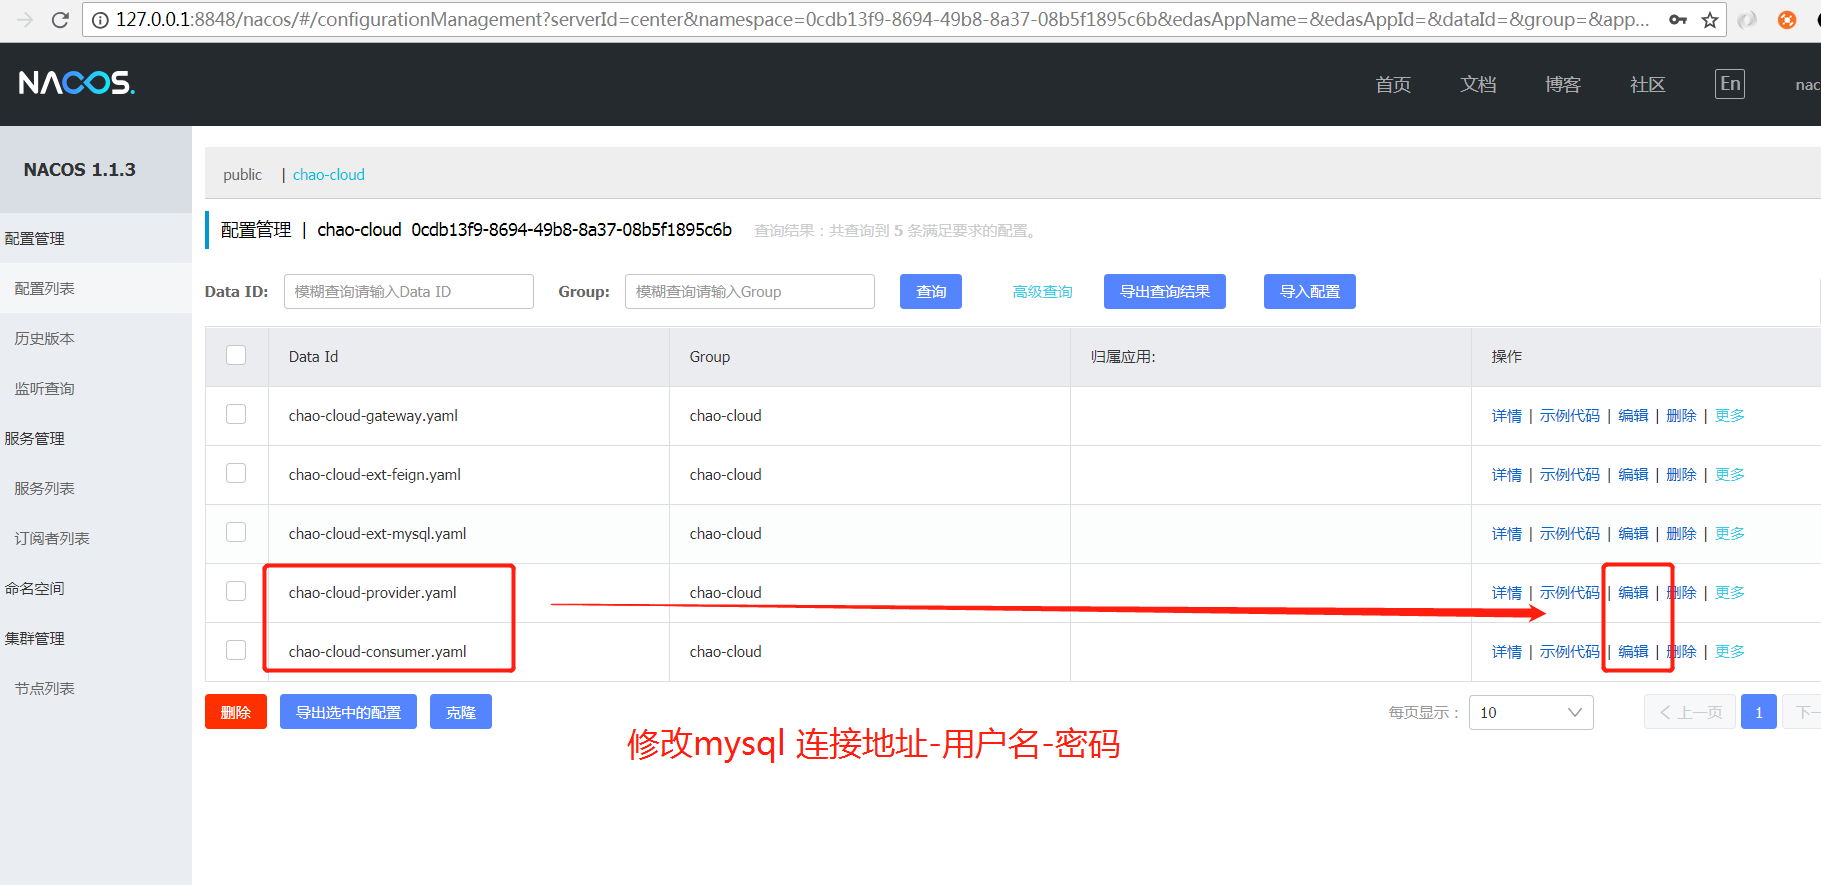 127.0.0.1:8848/nacos/#/configurationManagement?serverId=center&namespace=0cdb13f9-8694-49b8-8a37-08b5f1895c6b&edasAppName=&edasAppId=&dataId=&group=&app...
NACOS. 首页 文档 博客 社区 En nac
NACOS 1.1.3
配置管理
配置列表
历史版本
监听查询
服务管理
服务列表
订阅者列表
命名空间
集群管理
节点列表
public | chao-cloud
配置管理 | chao-cloud 0cdb13f9-8694-49b8-8a37-08b5f1895c6b 查询结果：共查询到 5 条满足要求的配置。
Data ID: 模糊查询请输入Data ID Group: 模糊查询请输入Group 查询 高级查询 导出查询结果 导入配置
Data Id Group 归属应用: 操作
chao-cloud-gateway.yaml chao-cloud 详情 | 示例代码 | 编辑 | 删除 | 更多
chao-cloud-ext-feign.yaml chao-cloud 详情 | 示例代码 | 编辑 | 删除 | 更多
chao-cloud-ext-mysql.yaml chao-cloud 详情 | 示例代码 | 编辑 | 删除 | 更多
chao-cloud-provider.yaml chao-cloud 详情 | 示例代码 | 编辑 | 删除 | 更多
chao-cloud-consumer.yaml chao-cloud 详情 | 示例代码 | 编辑 | 删除 | 更多
删除 导出选中的配置 克隆 每页显示： 10 上一页 1 下一
修改mysql 连接地址-用户名-密码